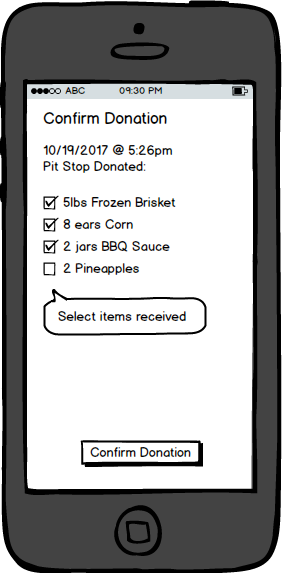 ABC 09:30 PM
Confirm Donation
10/19/2017 @ 5:26pm
Pit Stop Donated:
5lbs Frozen Brisket
8 ears Corn
2 jars BBQ Sauce
2 Pineapples
Select items received
Confirm Donation